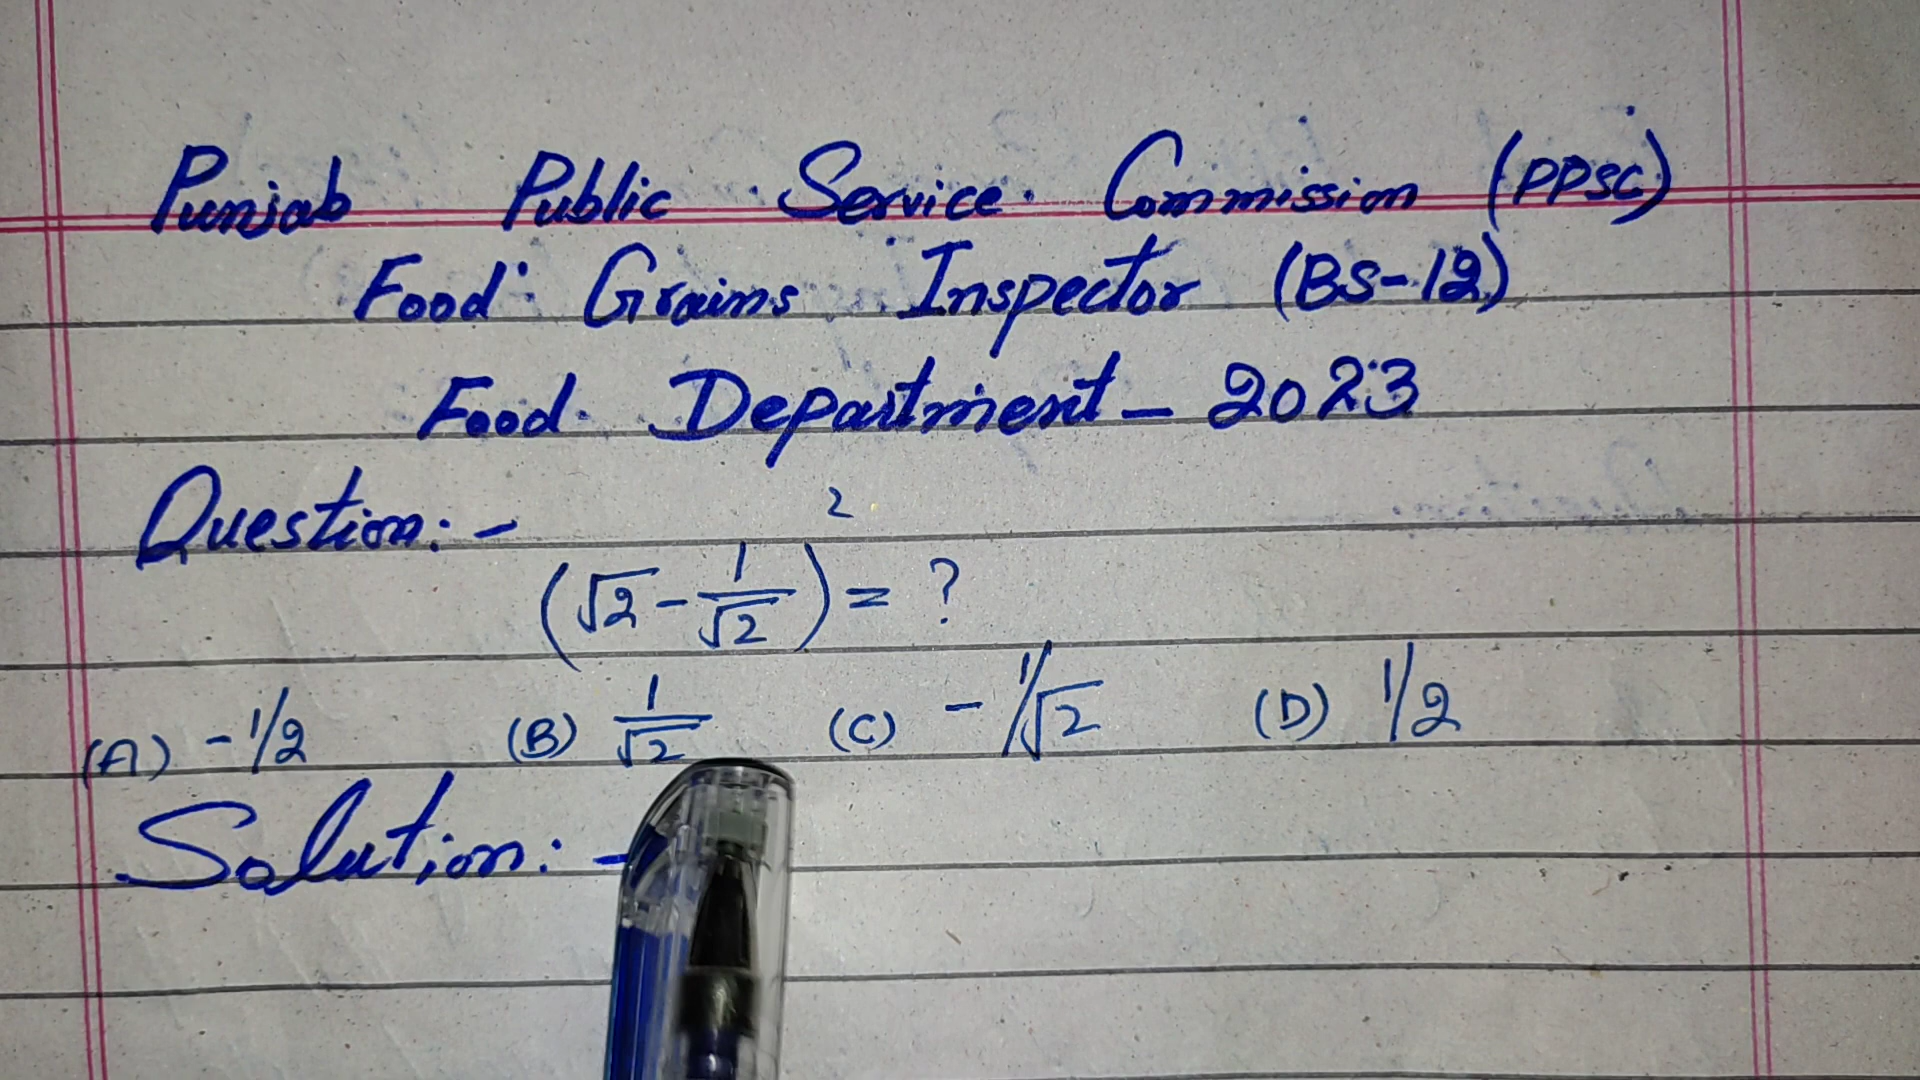 Punjab Public Service Commission (PPSC)
Food Grains Inspector (BS-12)
Food Department - 2023
Question:-
(√2 - 1/√2)² = ?
(A) -1/2 (B) 1/√2 (C) -1/√2 (D) 1/2
Solution:-